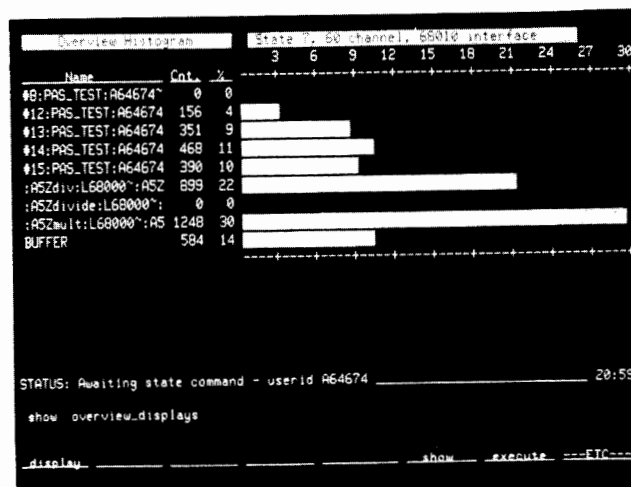 Overview Histogram State 7, 60 channel, 68010 interface
3 6 9 12 15 18 21 24 27 30
Name Cnt. %
#8:PAS_TEST:A64674~ 0 0
#12:PAS_TEST:A64674 156 4
#13:PAS_TEST:A64674 351 9
#14:PAS_TEST:A64674 468 11
#15:PAS_TEST:A64674 390 10
:A5Zdiv:L68000~:A5Z 899 22
:A5Zdivide:L68000~: 0 0
:A5Zmult:L68000~:A5 1248 30
BUFFER 584 14
STATUS: Awaiting state command - userid A64674 20:59
show overview_displays
display show execute ---ETC---